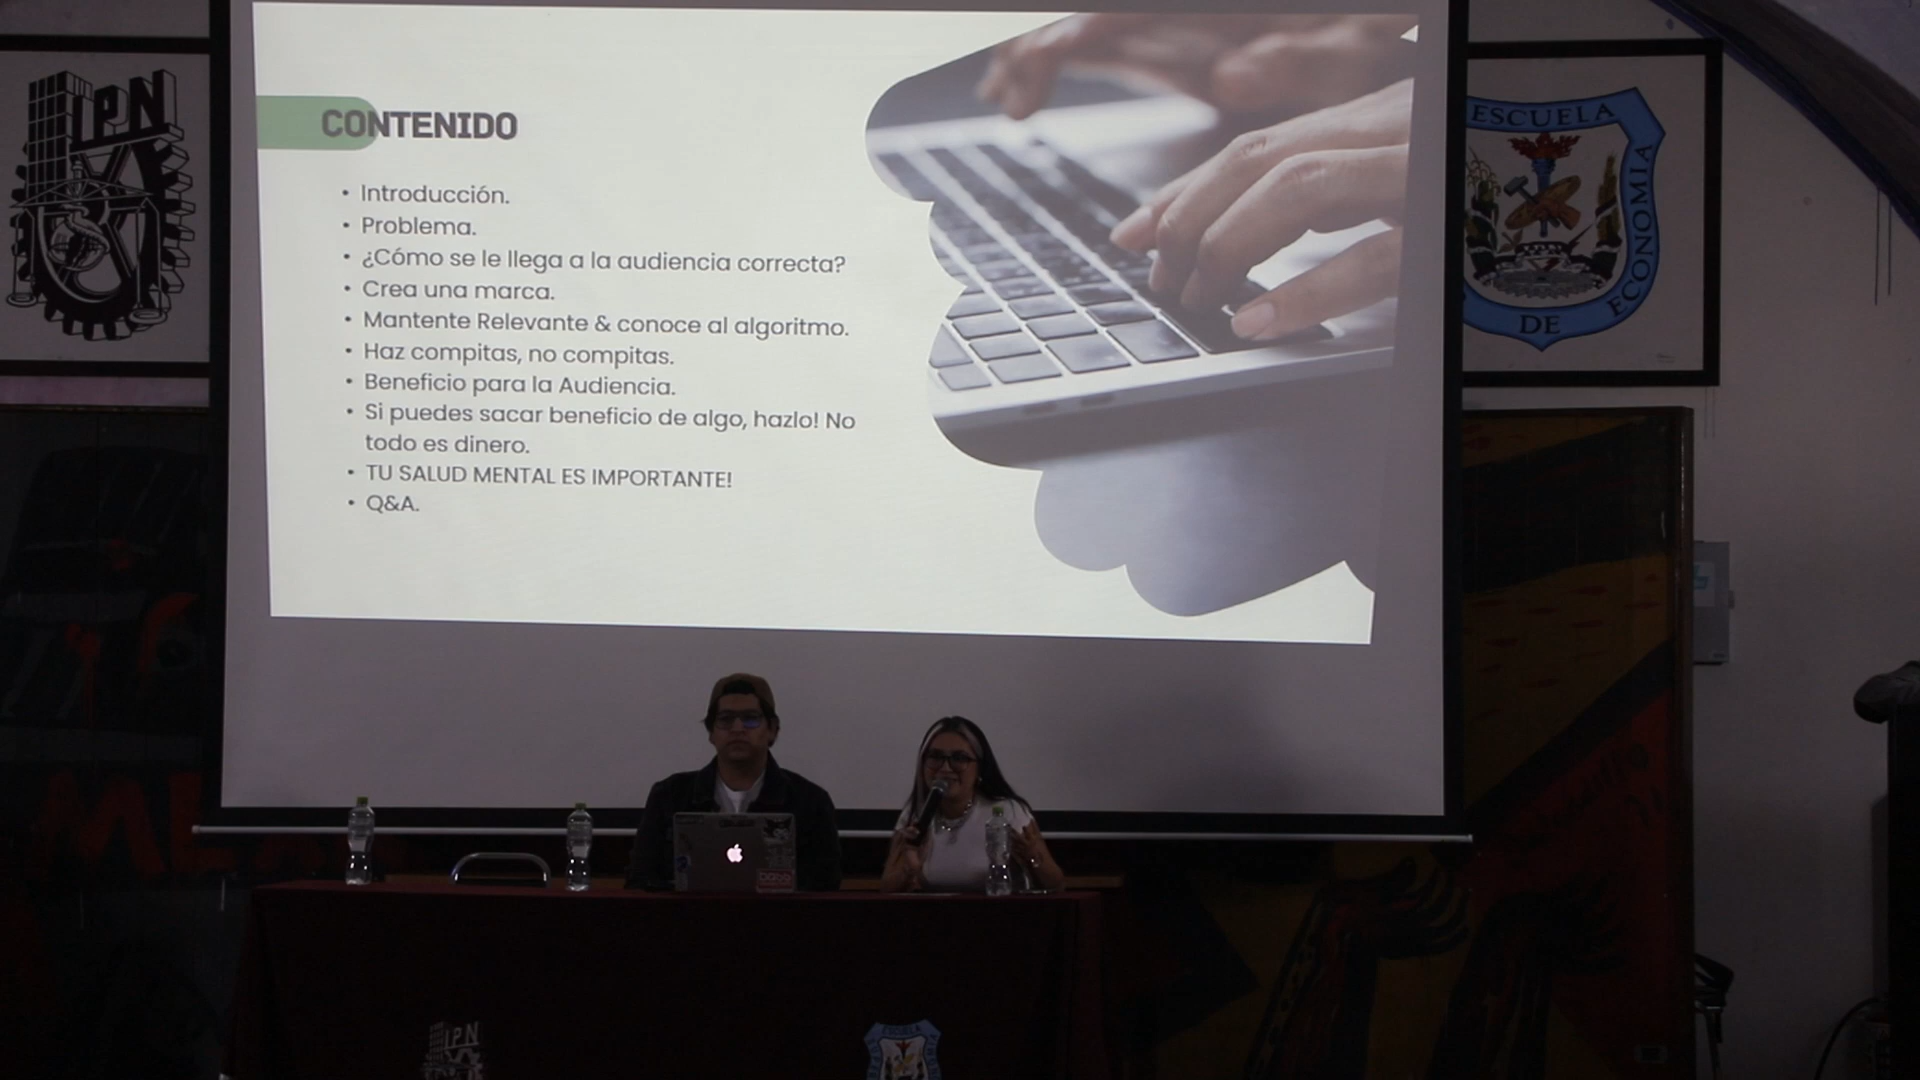 IPN
CONTENIDO
• Introducción.
• Problema.
• ¿Cómo se le llega a la audiencia correcta?
• Crea una marca.
• Mantente Relevante & conoce al algoritmo.
• Haz compitas, no compitas.
• Beneficio para la Audiencia.
• Si puedes sacar beneficio de algo, hazlo! No
todo es dinero.
• TU SALUD MENTAL ES IMPORTANTE!
• Q&A.
ESCUELA
DE
ECONOMIA
IPN
ESCUELA